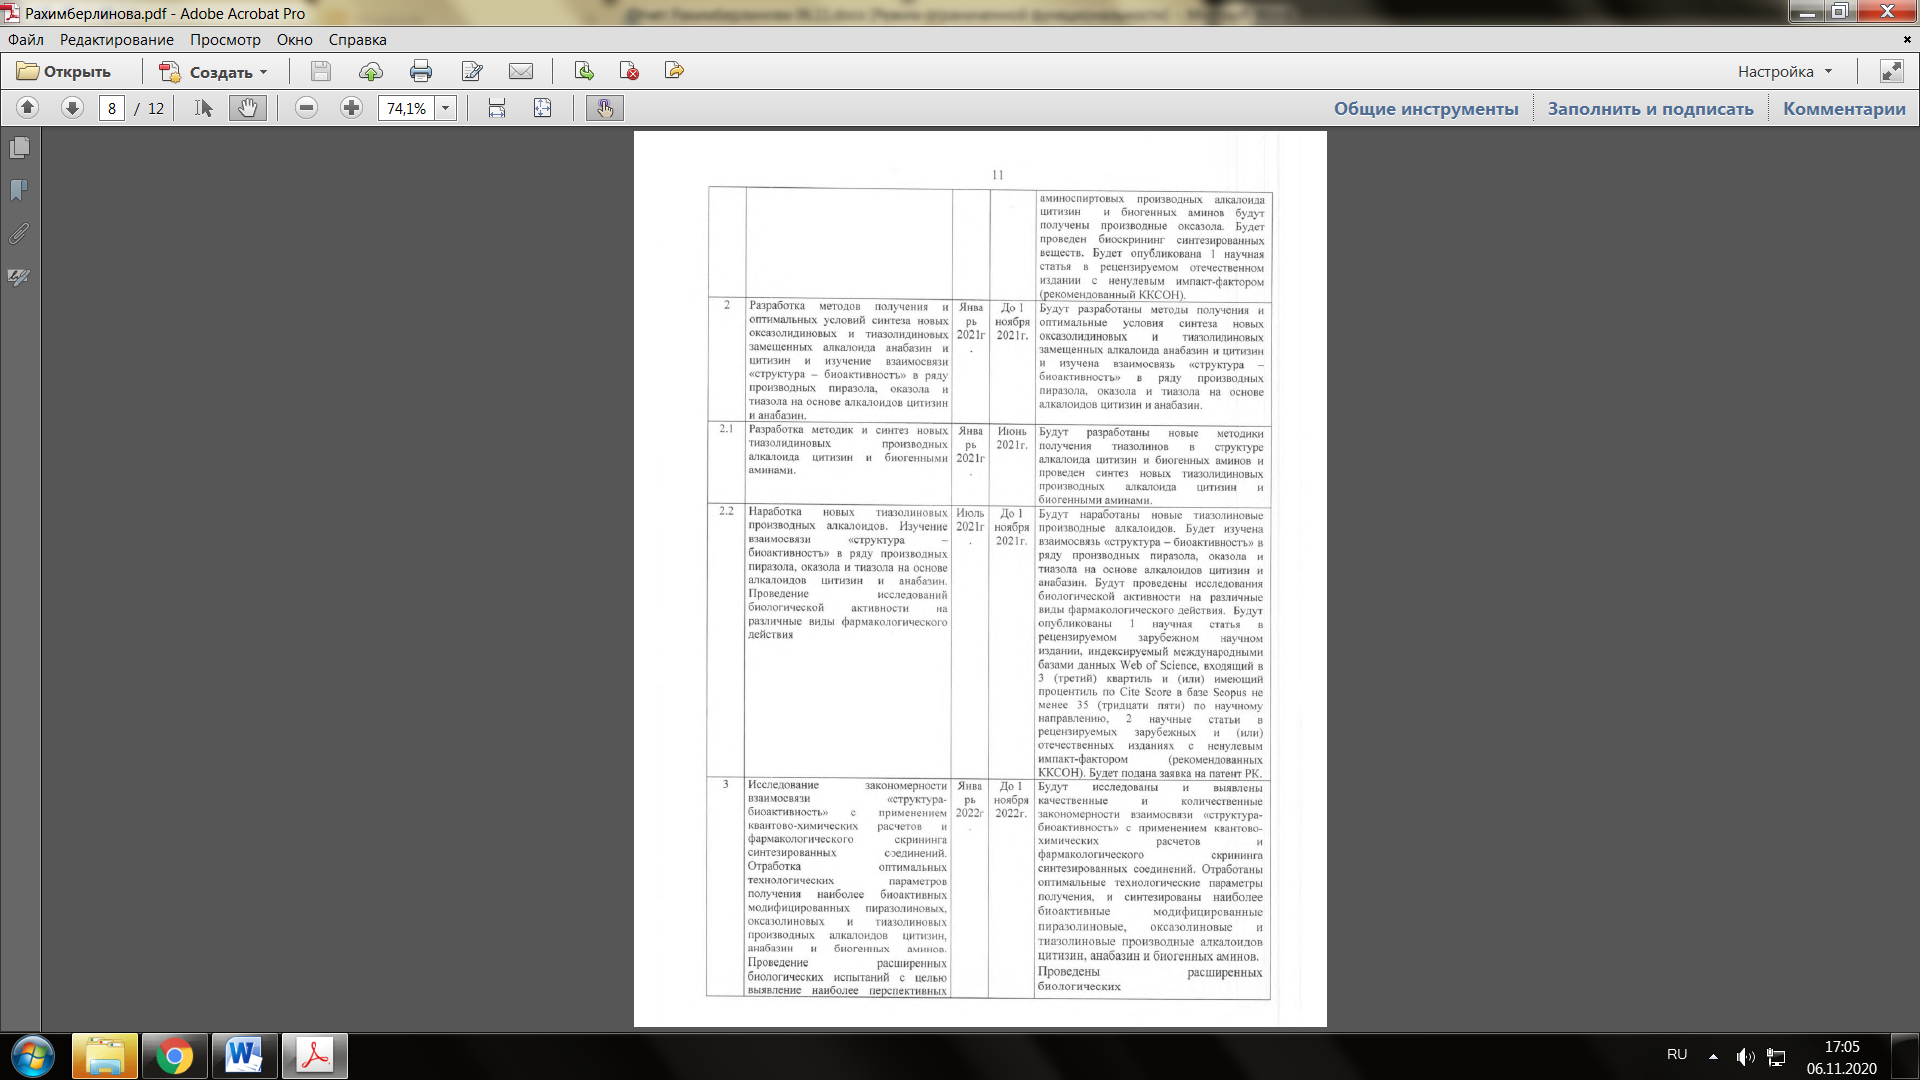 Рахимберлинова.pdf - Adobe Acrobat Pro
Файл Редактирование Просмотр Окно Справка
Открыть Создать Настройка
8 / 12 74,1% Общие инструменты Заполнить и подписать Комментарии
11
аминоспиртовых производных алкалоида
цитизин и биогенных аминов будут
получены производные оксазола. Будет
проведен биоскрининг синтезированных
веществ. Будет опубликована 1 научная
статья в рецензируемом отечественном
издании с ненулевым импакт-фактором
(рекомендованный ККСОН).
2
Разработка методов получения и
оптимальных условий синтеза новых
оксазолидиновых и тиазолидиновых
замещенных алкалоида анабазин и
цитизин и изучение взаимосвязи
«структура – биоактивность» в ряду
производных пиразола, оказола и
тиазола на основе алкалоидов цитизин
и анабазин.
Янва
рь
2021г
.
До 1
ноября
2021г.
Будут разработаны методы получения и
оптимальные условия синтеза новых
оксазолидиновых и тиазолидиновых
замещенных алкалоида анабазин и цитизин
и изучена взаимосвязь «структура –
биоактивность» в ряду производных
пиразола, оказола и тиазола на основе
алкалоидов цитизин и анабазин.
2.1
Разработка методик и синтез новых
тиазолидиновых производных
алкалоида цитизин и биогенными
аминами.
Янва
рь
2021г
.
Июнь
2021г.
Будут разработаны новые методики
получения тиазолинов в структуре
алкалоида цитизин и биогенных аминов и
проведен синтез новых тиазолидиновых
производных алкалоида цитизин и
биогенными аминами.
2.2
Наработка новых тиазолиновых
производных алкалоидов. Изучение
взаимосвязи «структура –
биоактивность» в ряду производных
пиразола, оказола и тиазола на основе
алкалоидов цитизин и анабазин.
Проведение исследований
биологической активности на
различные виды фармакологического
действия
Июль
2021г
.
До 1
ноября
2021г.
Будут наработаны новые тиазолиновые
производные алкалоидов. Будет изучена
взаимосвязь «структура – биоактивность» в
ряду производных пиразола, оказола и
тиазола на основе алкалоидов цитизин и
анабазин. Будут проведены исследования
биологической активности на различные
виды фармакологического действия. Будут
опубликованы 1 научная статья в
рецензируемом зарубежном научном
издании, индексируемый международными
базами данных Web of Science, входящий в
3 (третий) квартиль и (или) имеющий
процентиль по Cite Score в базе Scopus не
менее 35 (тридцати пяти) по научному
направлению, 2 научные статьи в
рецензируемых зарубежных и (или)
отечественных изданиях с ненулевым
импакт-фактором (рекомендованных
ККСОН). Будет подана заявка на патент РК.
3
Исследование закономерности
взаимосвязи «структура-
биоактивность» с применением
квантово-химических расчетов и
фармакологического скрининга
синтезированных соединений.
Отработка оптимальных
технологических параметров
получения наиболее биоактивных
модифицированных пиразолиновых,
оксазолиновых и тиазолиновых
производных алкалоидов цитизин,
анабазин и биогенных аминов.
Проведение расширенных
биологических испытаний с целью
выявление наиболее перспективных
Янва
рь
2022г
.
До 1
ноября
2022г.
Будут исследованы и выявлены
качественные и количественные
закономерности взаимосвязи «структура-
биоактивность» с применением квантово-
химических расчетов и
фармакологического скрининга
синтезированных соединений. Отработаны
оптимальные технологические параметры
получения, и синтезированы наиболее
биоактивные модифицированные
пиразолиновые, оксазолиновые и
тиазолиновые производные алкалоидов
цитизин, анабазин и биогенных аминов.
Проведены расширенных
биологических
RU 17:05
06.11.2020